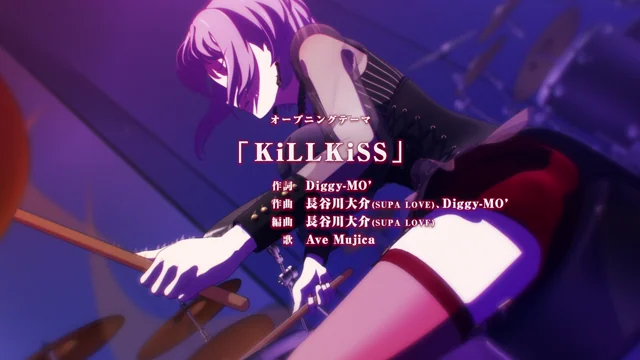 オープニングテーマ
「KiLLKiSS」
作詞 Diggy-MO'
作曲 長谷川大介(SUPA LOVE)、Diggy-MO'
編曲 長谷川大介(SUPA LOVE)
歌 Ave Mujica